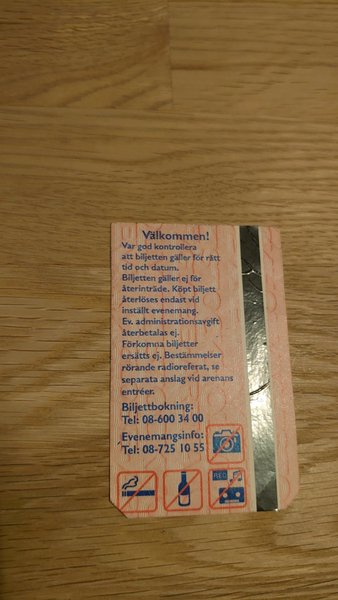 Välkommen!
Var god kontrollera
att biljetten gäller för rätt
tid och datum.
Biljetten gäller ej för
återinträde. Köpt biljett
återlöses endast vid
inställt evenemang.
Ev. administrationsavgift
återbetalas ej.
Förkomna biljetter
ersätts ej. Bestämmelser
rörande radioreferat, se
separata anslag vid arenans
entréer.
Biljettbokning:
Tel: 08-600 34 00
Evenemangsinfo:
Tel: 08-725 10 55
REC